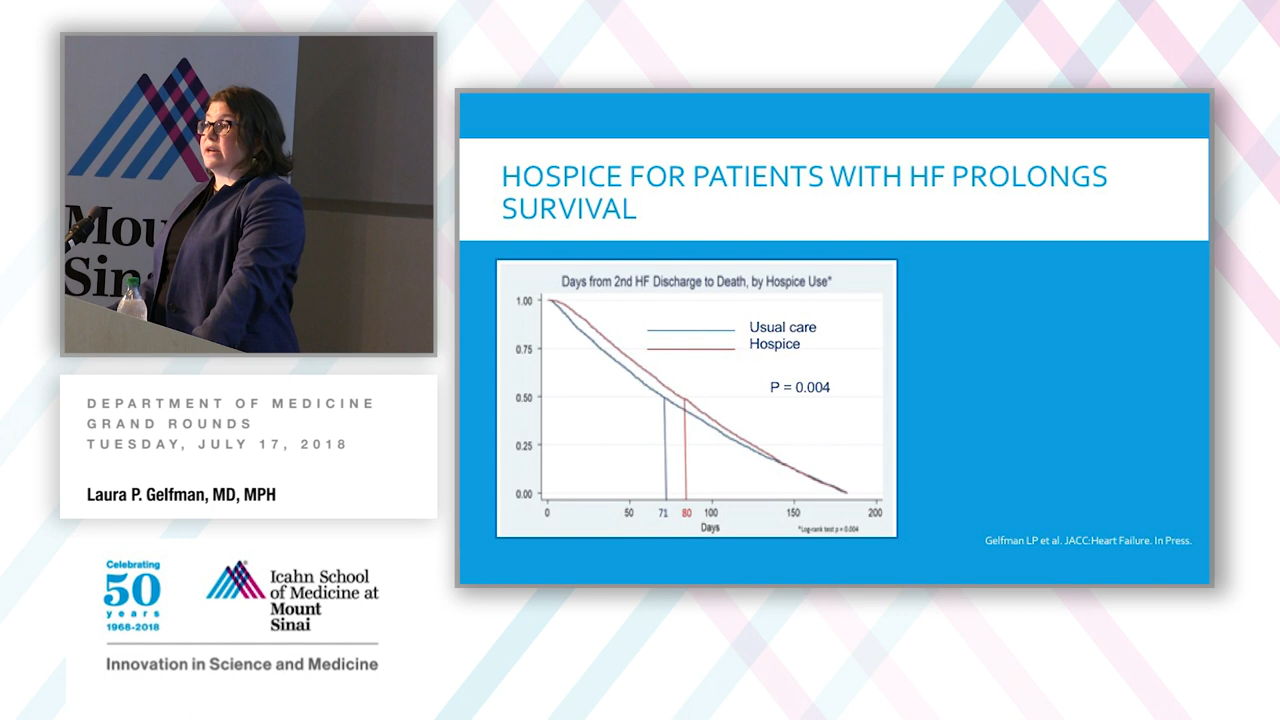 Mou
Sin
DEPARTMENT OF MEDICINE
GRAND ROUNDS
TUESDAY, JULY 17, 2018
Laura P. Gelfman, MD, MPH
Celebrating
50
years
1968-2018
Icahn School
of Medicine at
Mount
Sinai
Innovation in Science and Medicine
HOSPICE FOR PATIENTS WITH HF PROLONGS
SURVIVAL
Days from 2nd HF Discharge to Death, by Hospice Use*
1.00
0.75
0.50
0.25
0.00
Usual care
Hospice
P = 0.004
0 50 71 80 100 150 200
Days
*Log-rank test p = 0.004
Gelfman LP et al. JACC:Heart Failure. In Press.